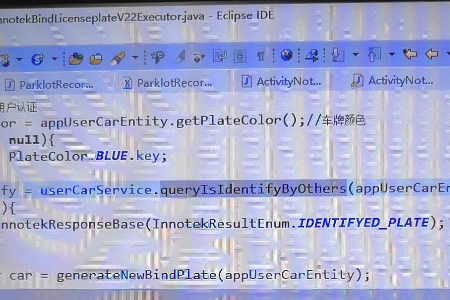 nnotekBindLicenseplateV22Executor.java - Eclipse IDE
ParklotRecor... ParklotRecor... ActivityNot... ActivityNot...
用户认证
or = appUserCarEntity.getPlateColor();//车牌颜色
null){
PlateColor.BLUE.key;
fy = userCarService.queryIsIdentifyByOthers(appUserCarEn
){
nnotekResponseBase(InnotekResultEnum.IDENTIFYED_PLATE);
car = generateNewBindPlate(appUserCarEntity);